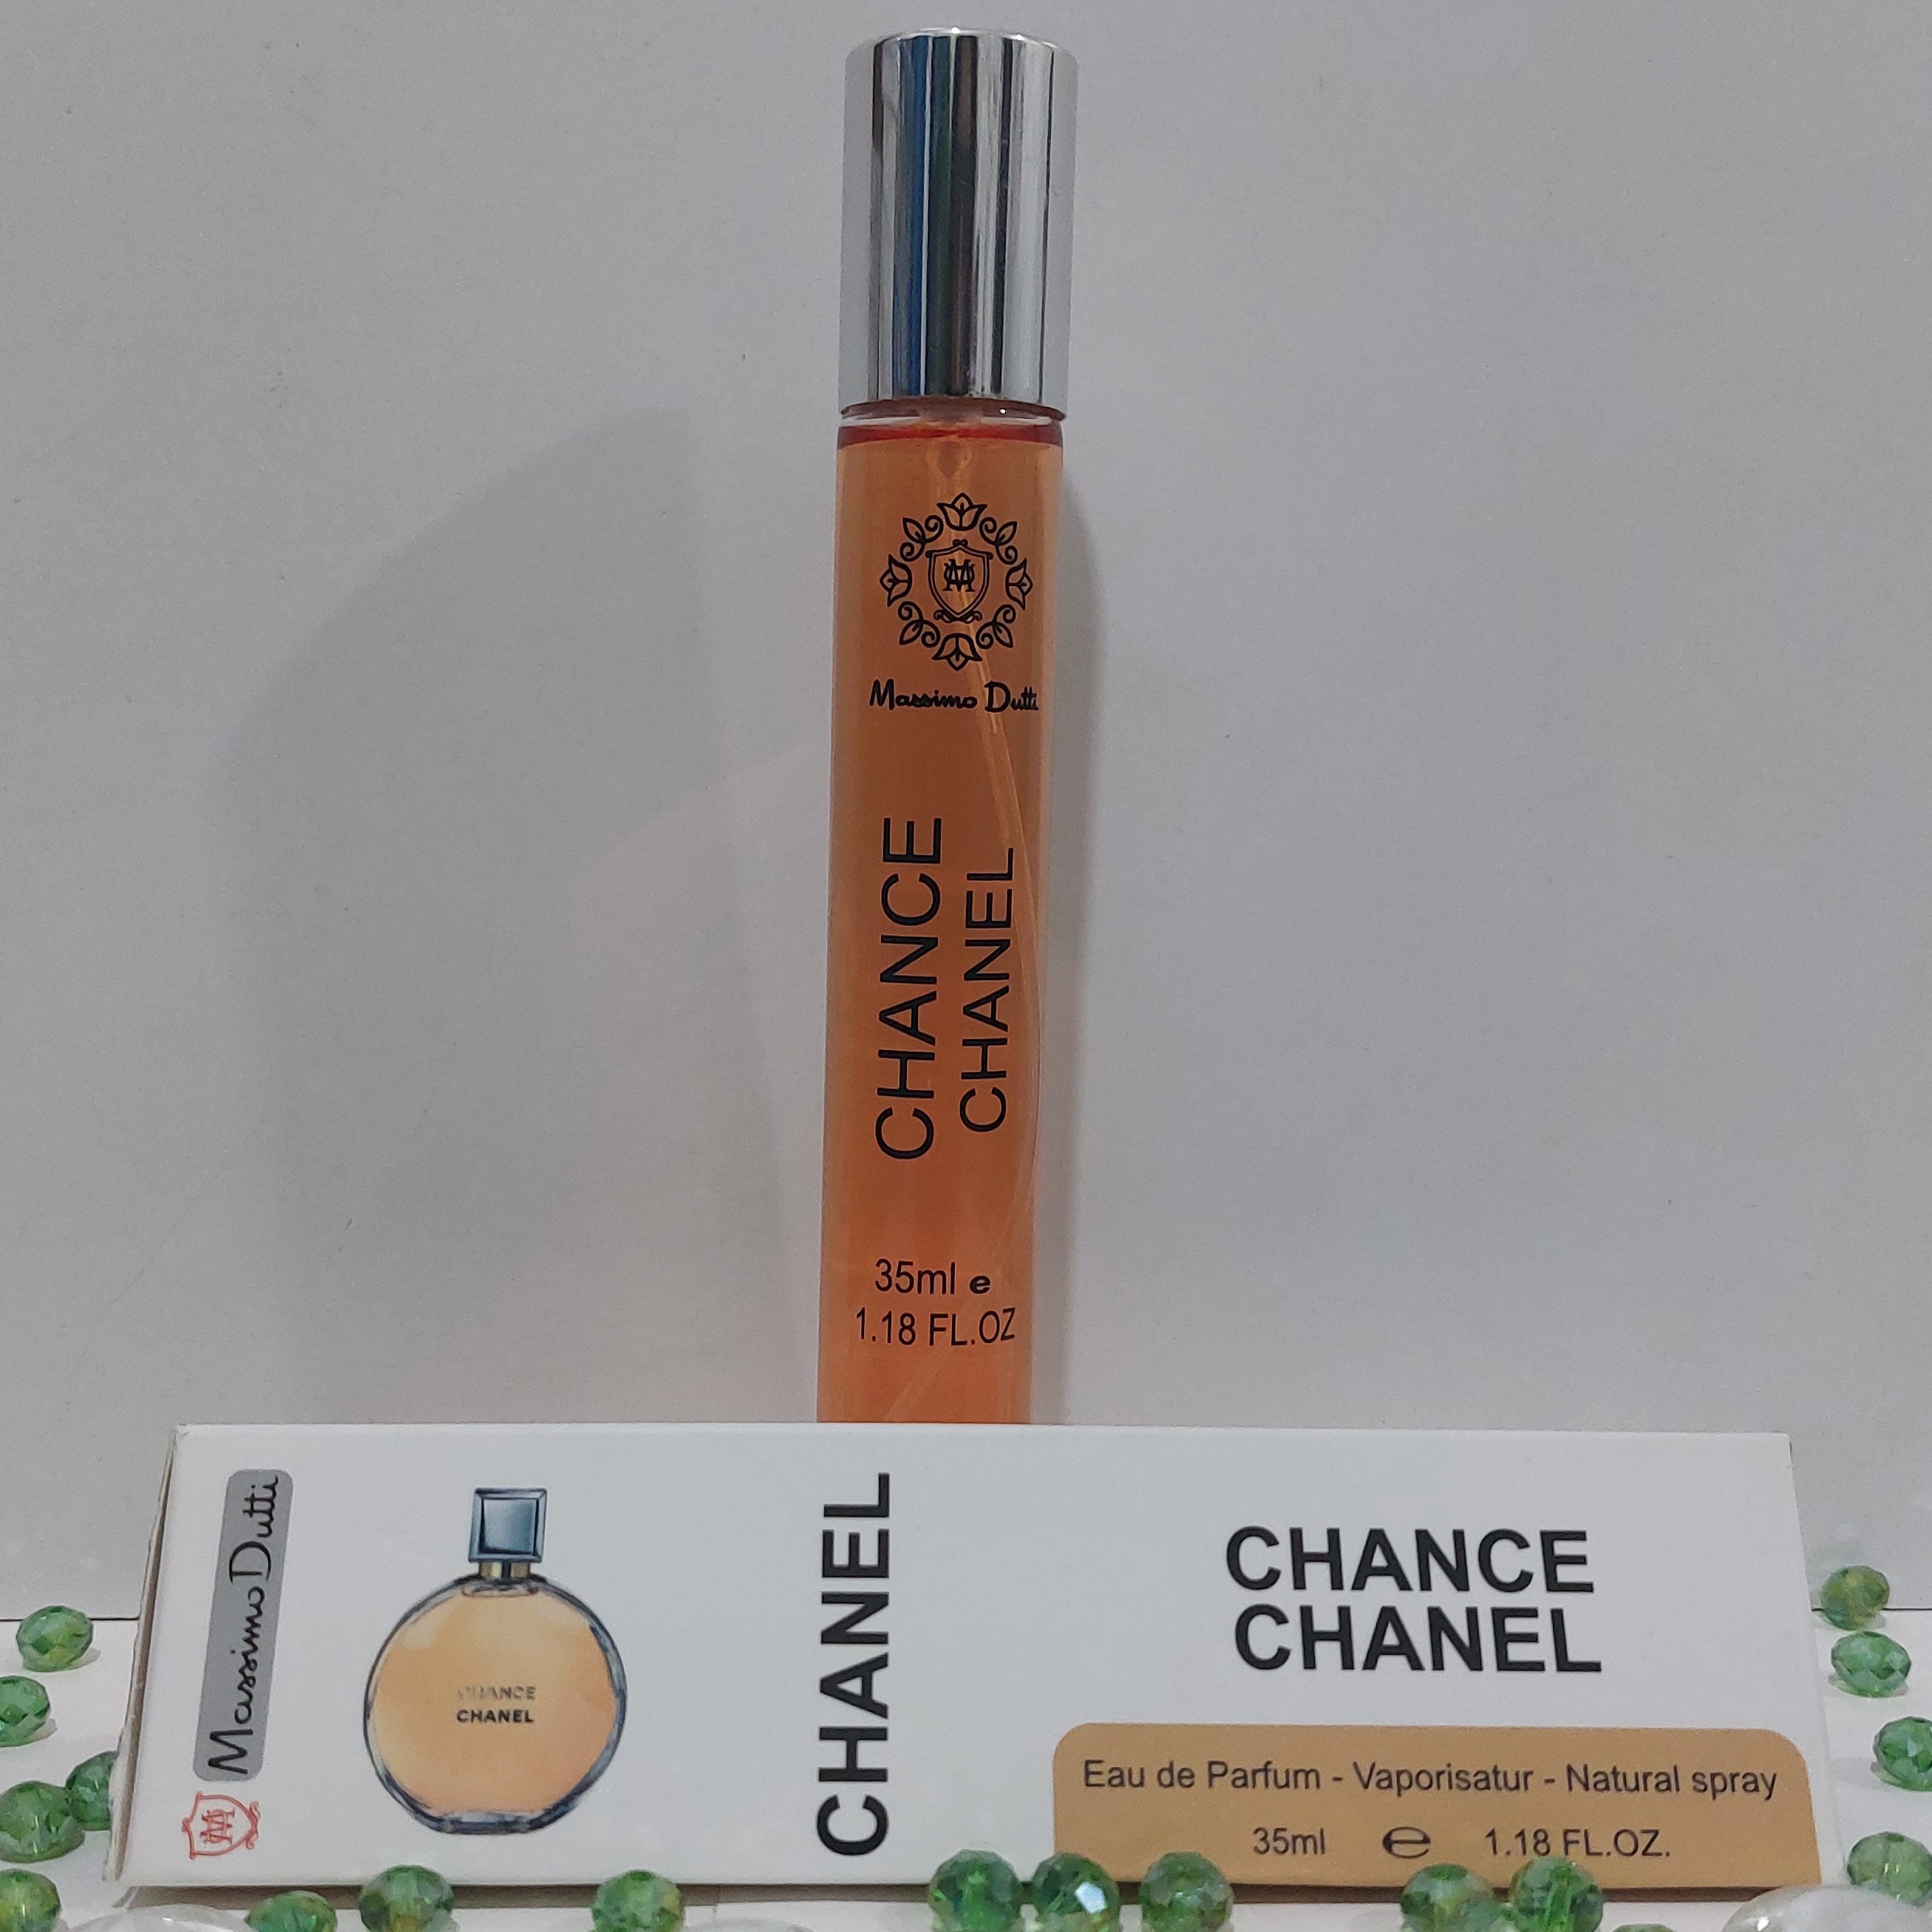 M
Massimo Dutti
CHANCE
CHANEL
35ml e
1.18 FL.OZ
Massimo Dutti
M
CHANCE
CHANEL
CHANEL
CHANCE
CHANEL
Eau de Parfum - Vaporisatur - Natural spray
35ml e 1.18 FL.OZ.